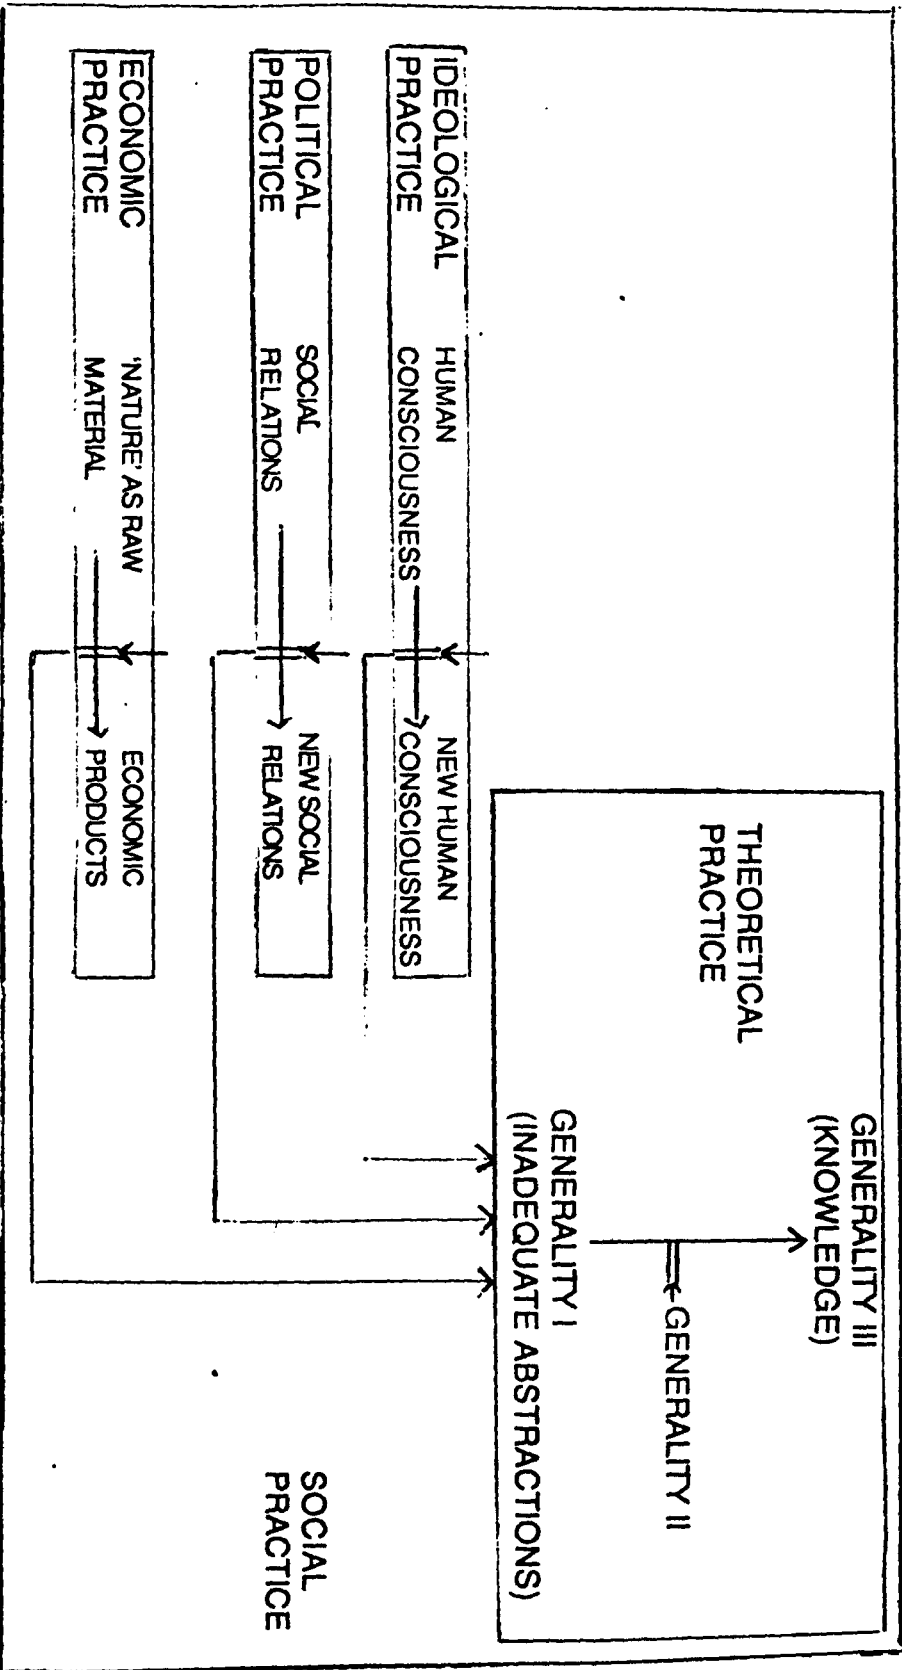 GENERALITY III
(KNOWLEDGE)
THEORETICAL
PRACTICE
GENERALITY II
GENERALITY I
(INADEQUATE ABSTRACTIONS)
IDEOLOGICAL
PRACTICE
HUMAN
CONSCIOUSNESS
NEW HUMAN
CONSCIOUSNESS
POLITICAL
PRACTICE
SOCIAL
RELATIONS
NEW SOCIAL
RELATIONS
SOCIAL
PRACTICE
ECONOMIC
PRACTICE
'NATURE' AS RAW
MATERIAL
ECONOMIC
PRODUCTS